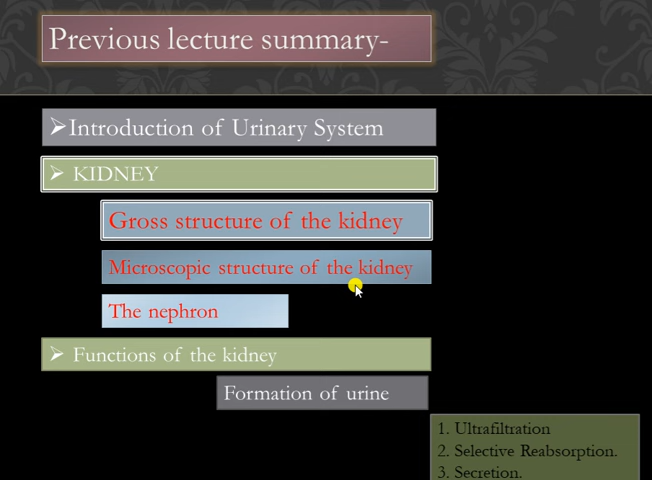 Previous lecture summary-
➢Introduction of Urinary System
➢ KIDNEY
Gross structure of the kidney
Microscopic structure of the kidney
The nephron
➢ Functions of the kidney
Formation of urine
1. Ultrafiltration
2. Selective Reabsorption.
3. Secretion.